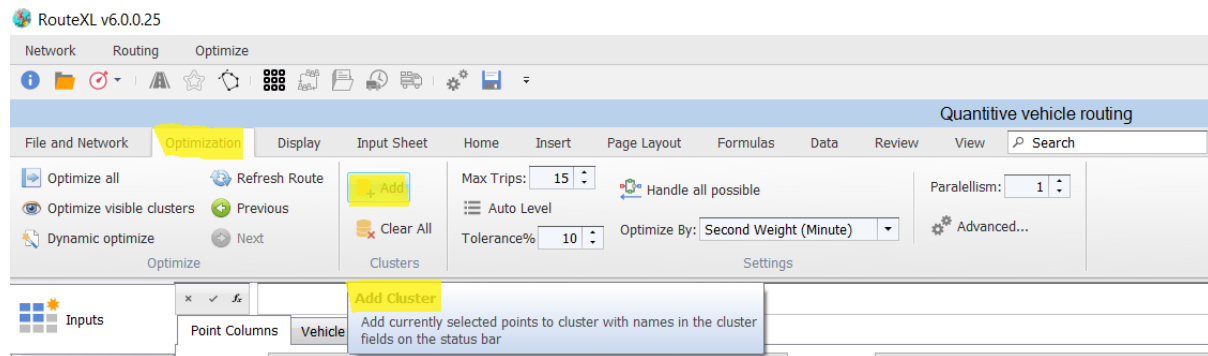 RouteXL v6.0.0.25
Network Routing Optimize
Quantitive vehicle routing
File and Network Optimization Display Input Sheet Home Insert Page Layout Formulas Data Review View Search
Optimize all Refresh Route Add Max Trips: 15 Handle all possible Paralellism: 1
Optimize visible clusters Previous Auto Level
Dynamic optimize Next Clear All Tolerance% 10 Optimize By: Second Weight (Minute) Advanced...
Optimize Clusters Settings
Inputs fx Add Cluster
Point Columns Vehicle Add currently selected points to cluster with names in the cluster
fields on the status bar